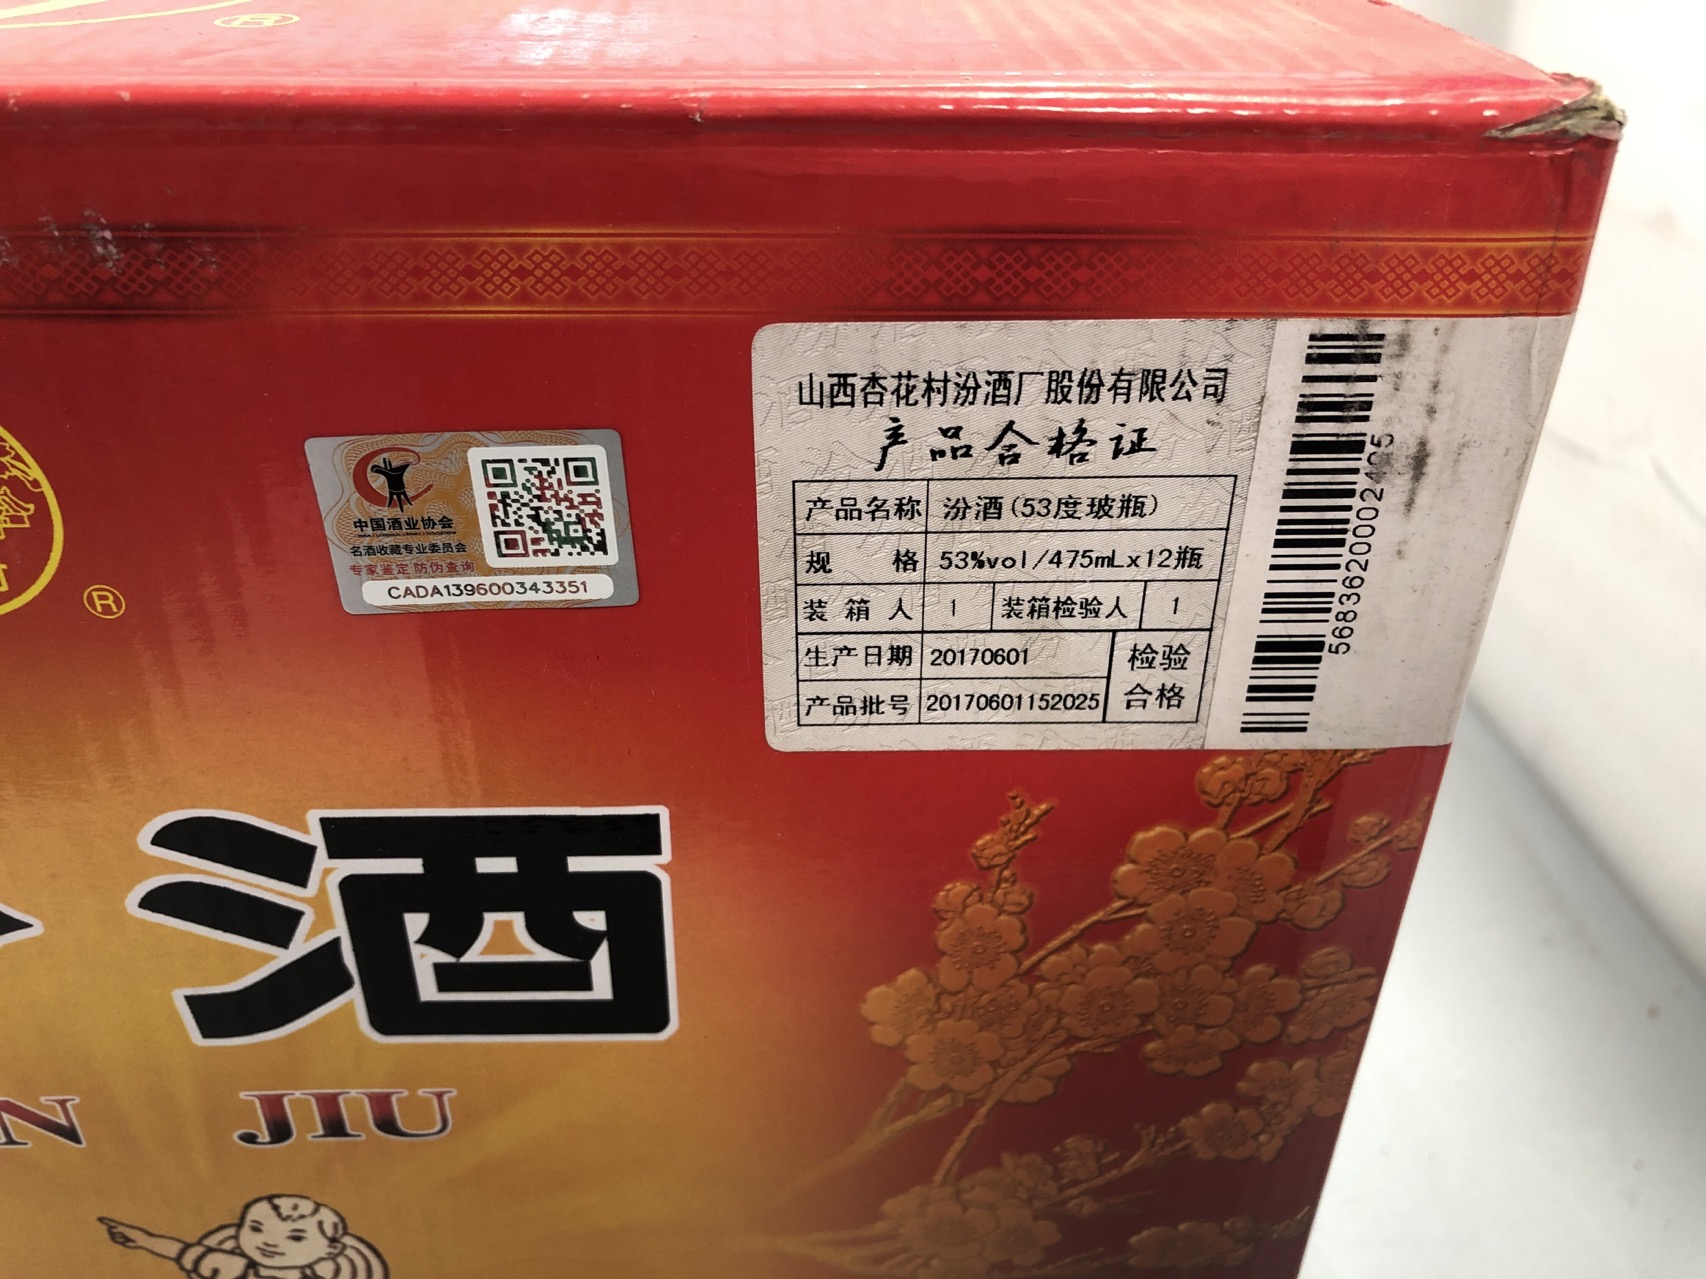 ®
山西杏花村汾酒厂股份有限公司
产品合格证
产品名称 汾酒(53度玻瓶)
规 格 53%vol/475mLx12瓶
装 箱 人 1 装箱检验人 1
生产日期 20170601 检验
产品批号 20170601152025 合格
中国酒业协会
名酒收藏专业委员会
专家鉴定 防伪查询
CADA139600343351
®
酒
N JIU